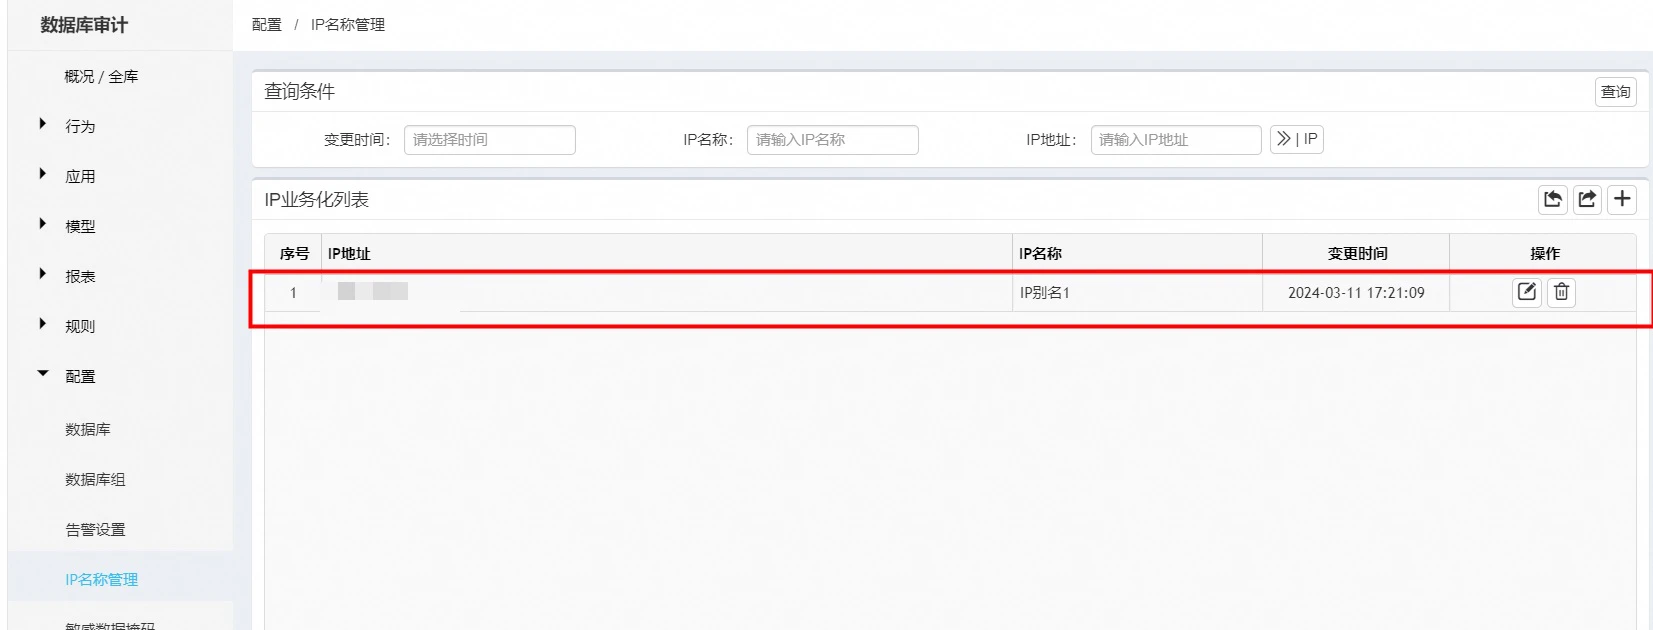 数据库审计
配置 / IP名称管理
概况 / 全库
行为
应用
模型
报表
规则
配置
数据库
数据库组
告警设置
IP名称管理
敏感数据掩码
查询条件
查询
变更时间： 请选择时间 IP名称： 请输入IP名称 IP地址： 请输入IP地址 | IP
IP业务化列表
序号 IP地址 IP名称 变更时间 操作
1 IP别名1 2024-03-11 17:21:09